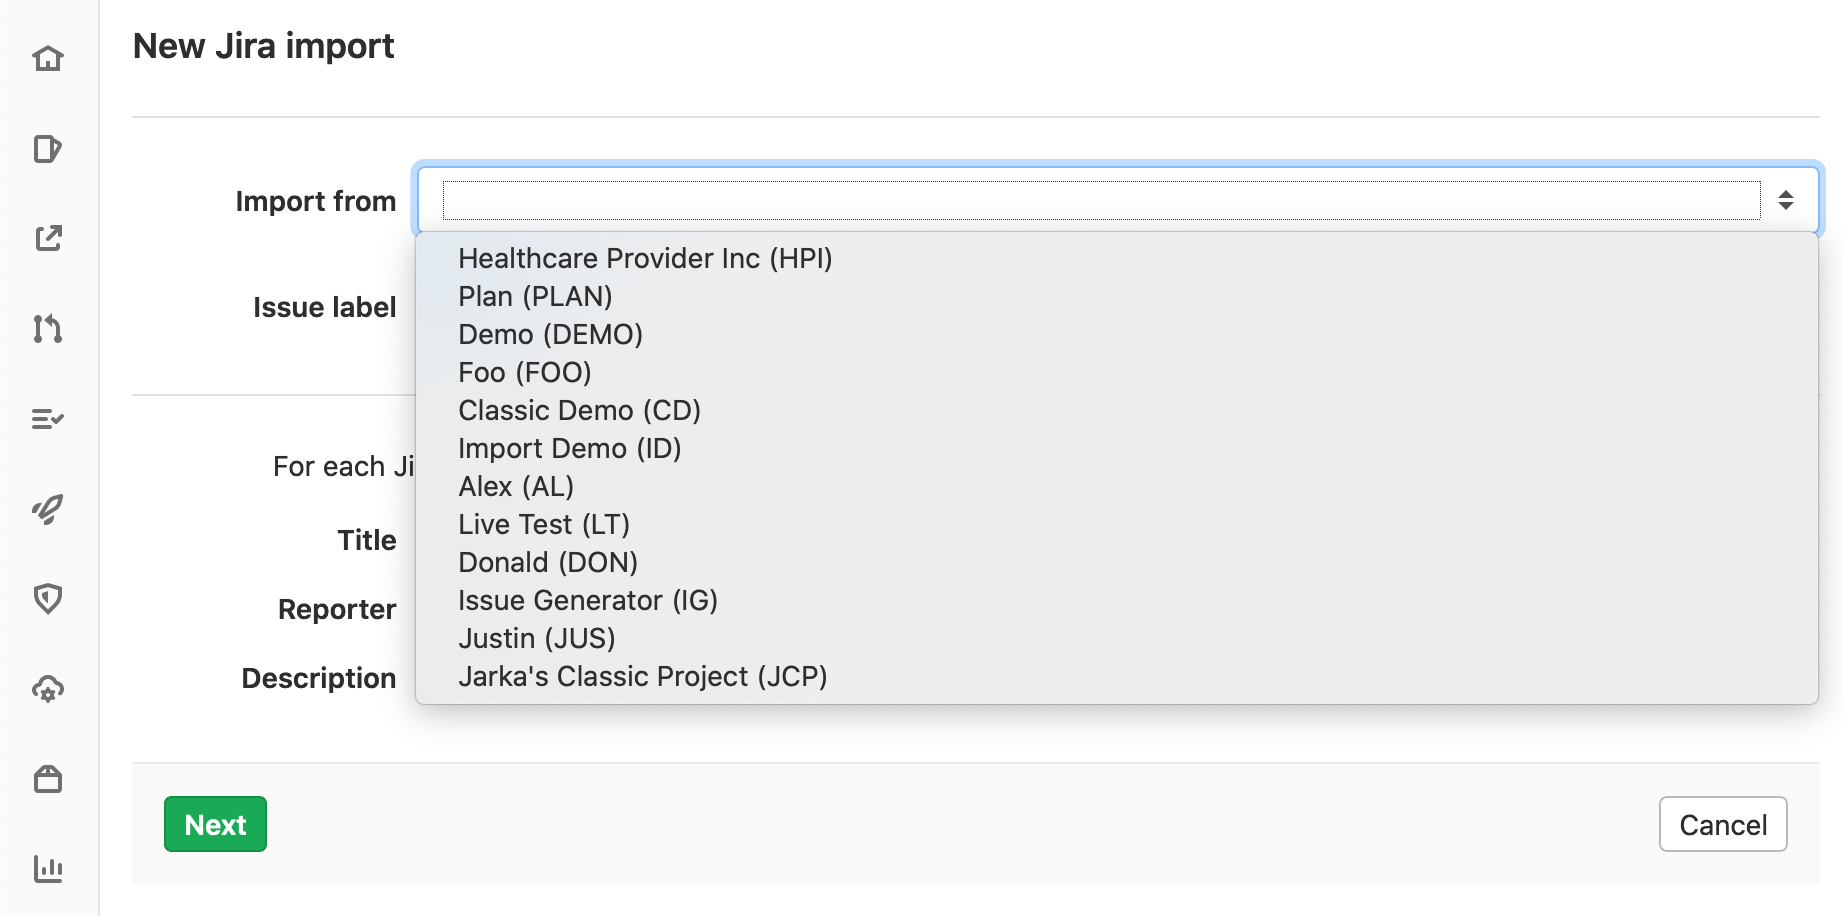 New Jira import
Import from
Healthcare Provider Inc (HPI)
Plan (PLAN)
Demo (DEMO)
Foo (FOO)
Classic Demo (CD)
Import Demo (ID)
Alex (AL)
Live Test (LT)
Donald (DON)
Issue Generator (IG)
Justin (JUS)
Jarka's Classic Project (JCP)
Issue label
For each Ji
Title
Reporter
Description
Next
Cancel